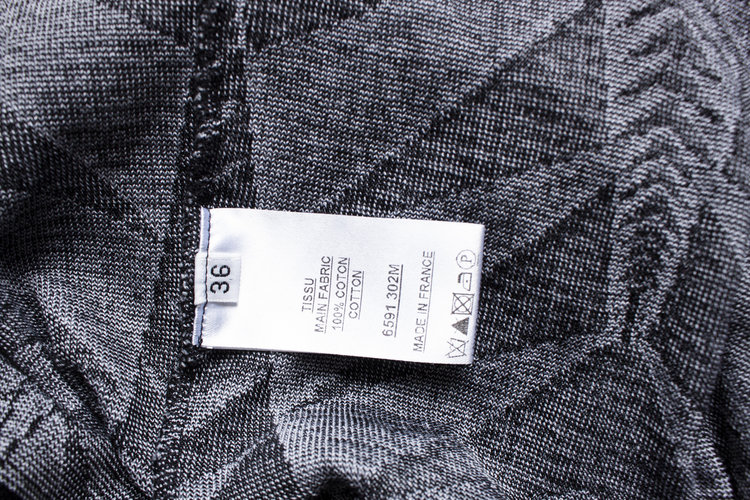 36
TISSU
MAIN FABRIC
100% COTON
COTTON
6591 302M
MADE IN FRANCE
P